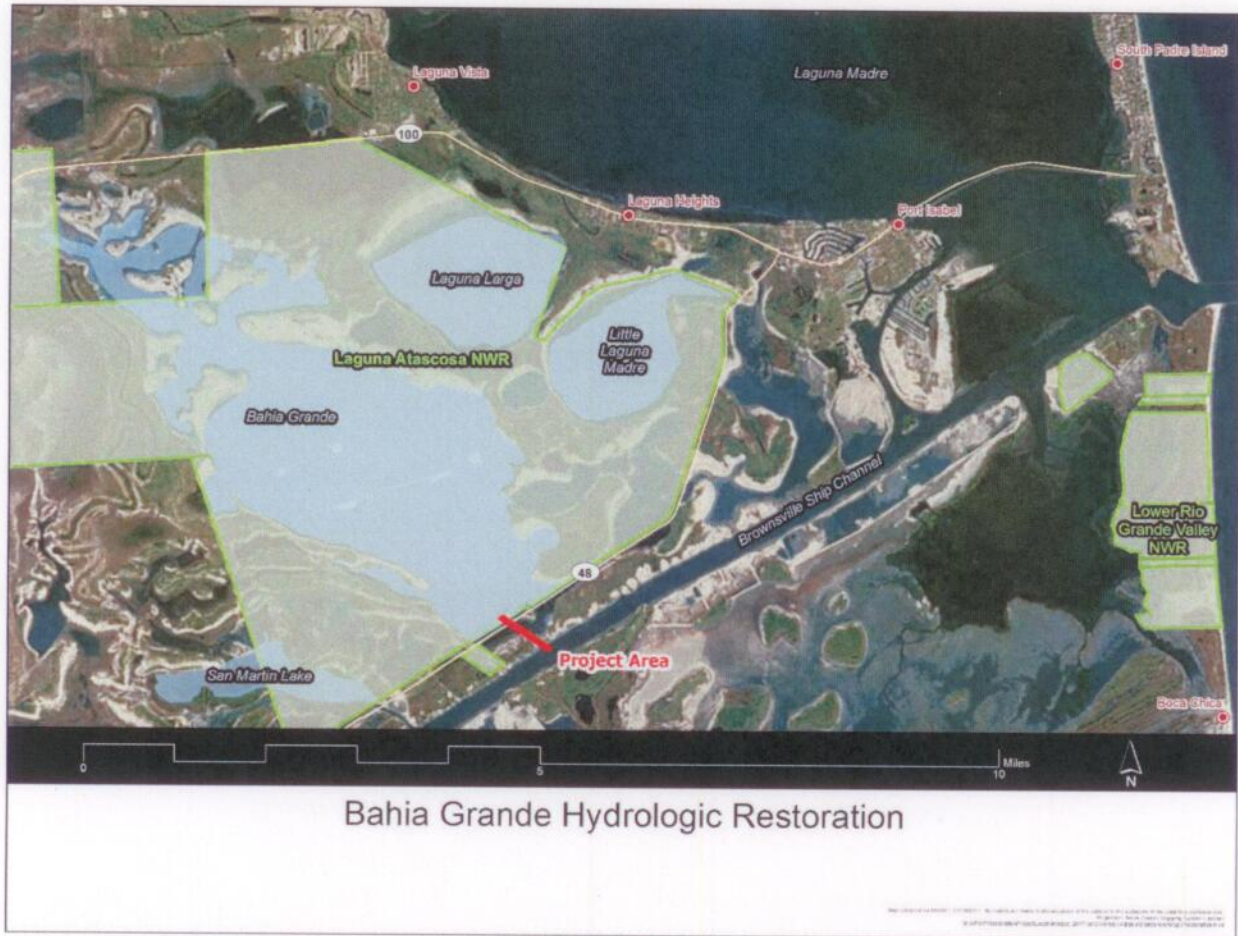 South Padre Island
Laguna Vista
Laguna Madre
100
Laguna Heights
Port Isabel
Laguna Larga
Little
Laguna
Madre
Laguna Atascosa NWR
Bahia Grande
Brownsville Ship Channel
Lower Rio
Grande Valley
NWR
48
Project Area
San Martin Lake
Boca Chica
0
5
10
Miles
N
Bahia Grande Hydrologic Restoration